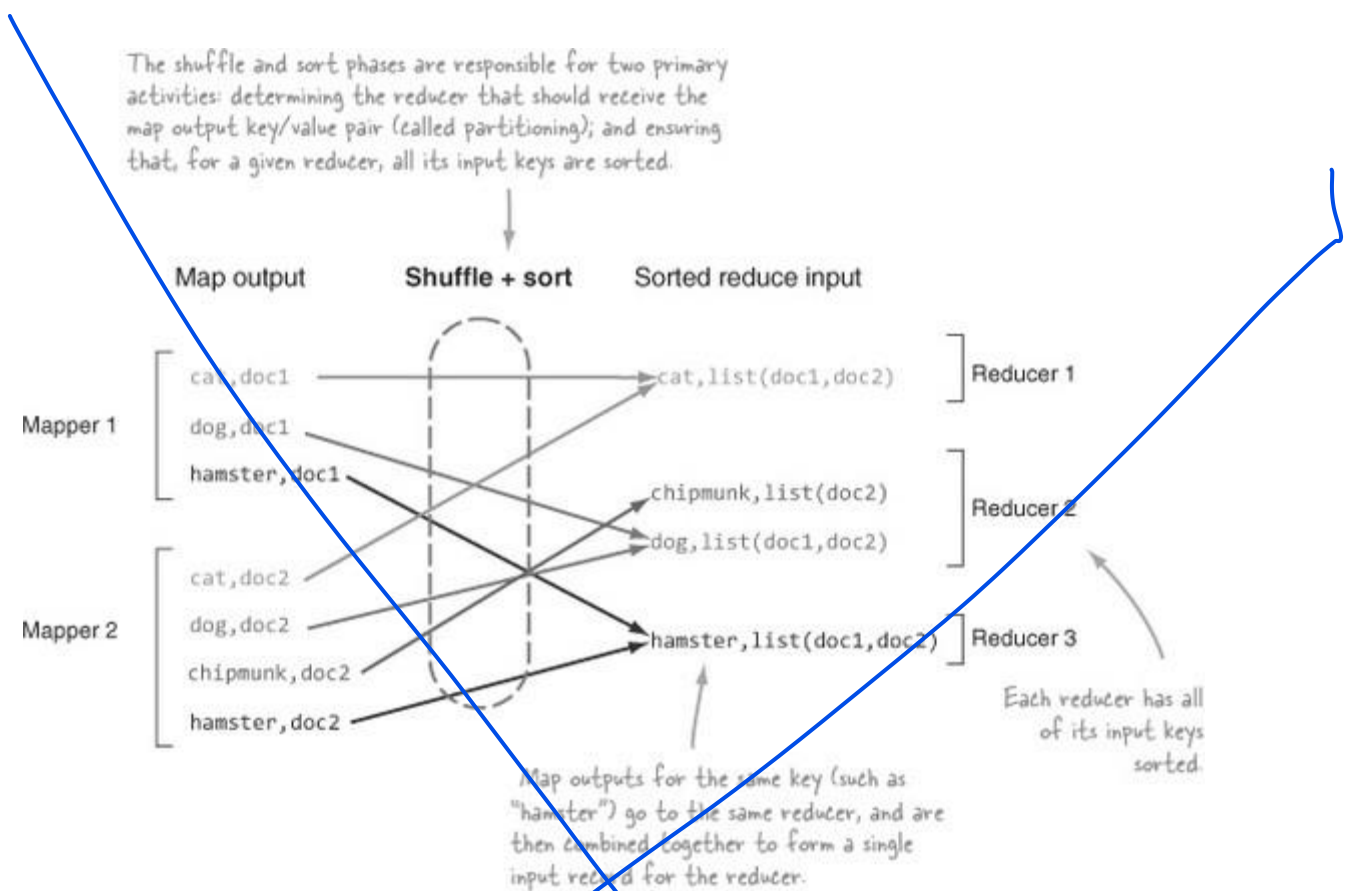 The shuffle and sort phases are responsible for two primary
activities: determining the reducer that should receive the
map output key/value pair (called partitioning); and ensuring
that, for a given reducer, all its input keys are sorted.
Map output
Shuffle + sort
Sorted reduce input
Mapper 1
cat,doc1
dog,doc1
hamster,doc1
Mapper 2
cat,doc2
dog,doc2
chipmunk,doc2
hamster,doc2
cat,list(doc1,doc2)
Reducer 1
chipmunk,list(doc2)
dog,list(doc1,doc2)
Reducer 2
hamster,list(doc1,doc2)
Reducer 3
Each reducer has all
of its input keys
sorted.
Map outputs for the same key (such as
"hamster") go to the same reducer, and are
then combined together to form a single
input record for the reducer.